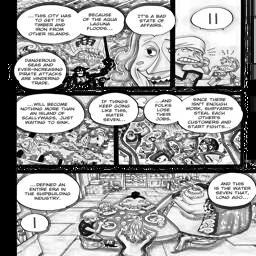 ...THIS CITY HAS
TO GET ITS
TIMBER AND
IRON FROM
OTHER ISLANDS.
BECAUSE
OF THE AQUA
LAGUNA
FLOODS...
IT'S A BAD
STATE OF
AFFAIRS.
DANGEROUS
SEAS AND
EVER-INCREASING
PIRATE ATTACKS
ARE HINDERING
TRADE.
...WILL BECOME
NOTHING MORE THAN
AN ISLAND OF
SCALLYWAGS, JUST
WAITING TO SINK.
IF THINGS
KEEP GOING
LIKE THIS,
WATER
SEVEN...
...AND
FOLKS
LOSE
THEIR
JOBS.
SINCE THERE
ISN'T ENOUGH
WORK, SHIPYARDS
STEAL EACH
OTHER'S
CUSTOMERS AND
START FIGHTS...
...DEFINED AN
ENTIRE ERA IN
THE SHIPBUILDING
INDUSTRY.
AND THIS
IS THE WATER
SEVEN THAT,
LONG AGO...